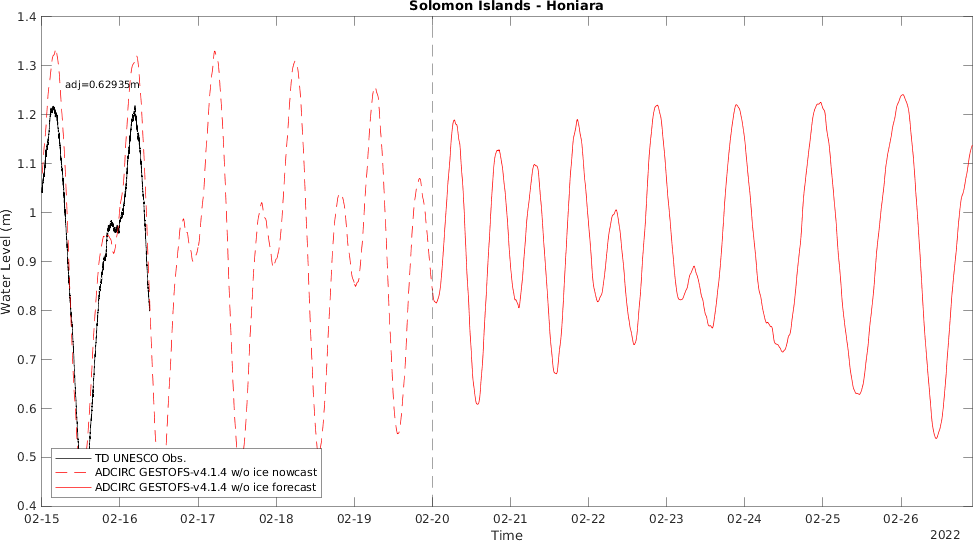 Solomon Islands - Honiara
1.4
1.3
1.2
1.1
1
0.9
0.8
0.7
0.6
0.5
0.4
Water Level (m)
adj=0.62935m
TD UNESCO Obs.
ADCIRC GESTOFS-v4.1.4 w/o ice nowcast
ADCIRC GESTOFS-v4.1.4 w/o ice forecast
02-15 02-16 02-17 02-18 02-19 02-20 02-21 02-22 02-23 02-24 02-25 02-26
Time
2022